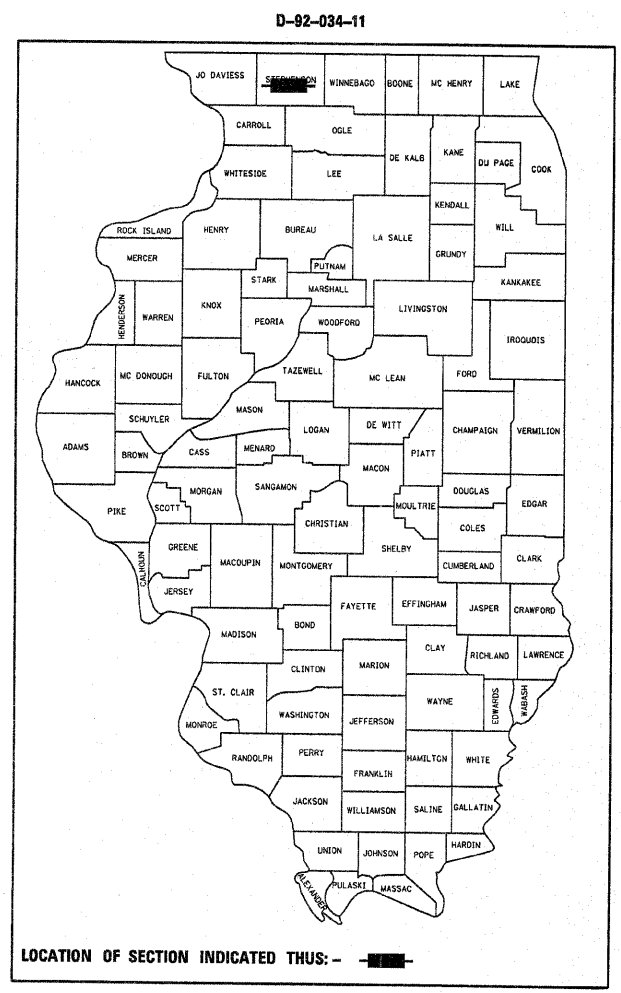 D-92-034-11
JO DAVIESS
STEPHENSON
WINNEBAGO
BOONE
MC HENRY
LAKE
CARROLL
OGLE
DE KALB
KANE
DU PAGE
COOK
WHITESIDE
LEE
KENDALL
WILL
ROCK ISLAND
HENRY
BUREAU
LA SALLE
GRUNDY
MERCER
PUTNAM
KANKAKEE
STARK
MARSHALL
HENDERSON
WARREN
KNOX
PEORIA
WOODFORD
LIVINGSTON
IROQUOIS
HANCOCK
MC DONOUGH
FULTON
TAZEWELL
MC LEAN
FORD
MASON
SCHUYLER
LOGAN
DE WITT
CHAMPAIGN
VERMILION
ADAMS
BROWN
CASS
MENARD
MACON
PIATT
PIKE
SCOTT
MORGAN
SANGAMON
MOULTRIE
DOUGLAS
EDGAR
CHRISTIAN
COLES
CALHOUN
GREENE
MACOUPIN
MONTGOMERY
SHELBY
CUMBERLAND
CLARK
JERSEY
FAYETTE
EFFINGHAM
JASPER
CRAWFORD
MADISON
BOND
CLAY
RICHLAND
LAWRENCE
CLINTON
MARION
ST. CLAIR
WAYNE
EDWARDS
WABASH
MONROE
WASHINGTON
JEFFERSON
RANDOLPH
PERRY
HAMILTON
WHITE
FRANKLIN
JACKSON
WILLIAMSON
SALINE
GALLATIN
UNION
JOHNSON
POPE
HARDIN
ALEXANDER
PULASKI
MASSAC
LOCATION OF SECTION INDICATED THUS: -